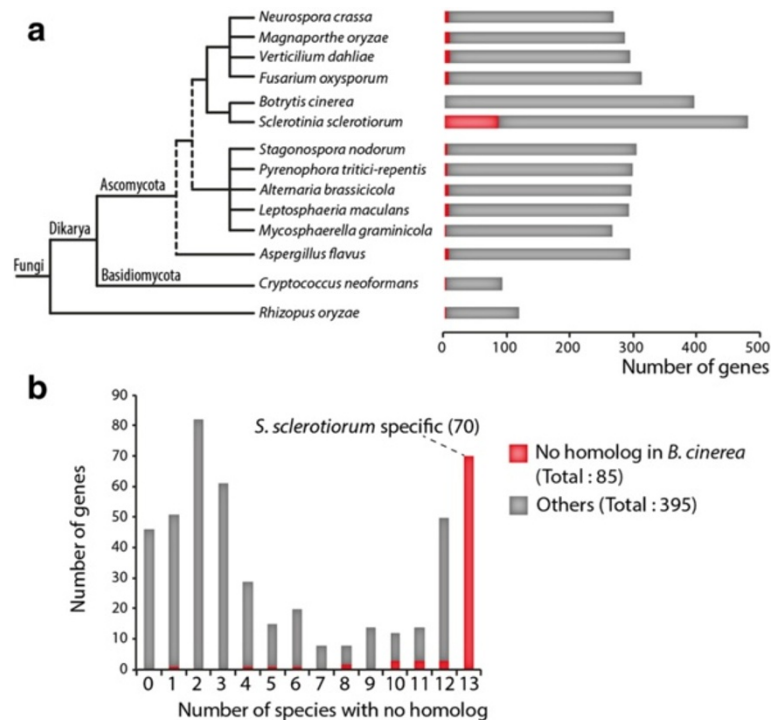 a
Neurospora crassa
Magnaporthe oryzae
Verticilium dahliae
Fusarium oxysporum
Botrytis cinerea
Sclerotinia sclerotiorum
Stagonospora nodorum
Pyrenophora tritici-repentis
Alternaria brassicicola
Leptosphaeria maculans
Mycosphaerella graminicola
Aspergillus flavus
Cryptococcus neoformans
Rhizopus oryzae
Ascomycota
Dikarya
Fungi
Basidiomycota
0 100 200 300 400 500
Number of genes
b
90
80
70
60
50
40
30
20
10
0
Number of genes
S. sclerotiorum specific (70)
No homolog in B. cinerea
(Total : 85)
Others (Total : 395)
0 1 2 3 4 5 6 7 8 9 10 11 12 13
Number of species with no homolog